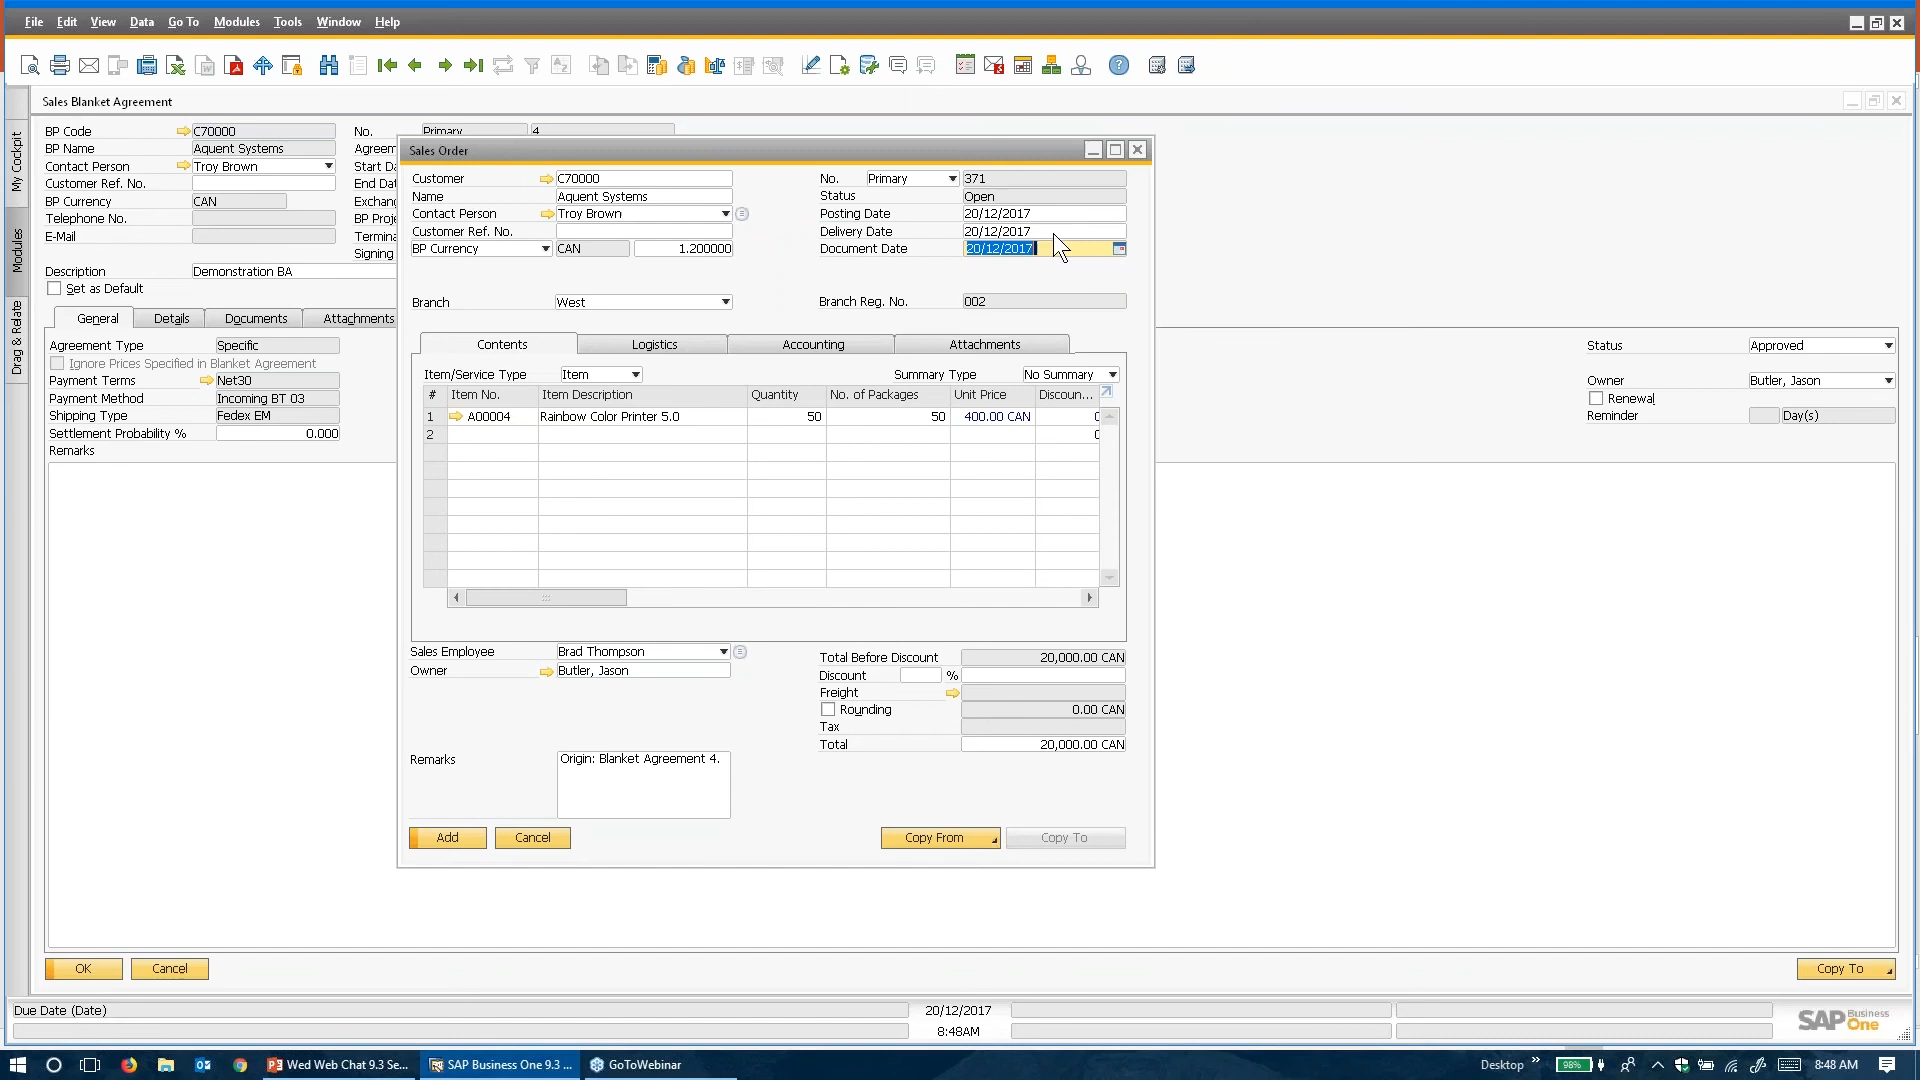 File Edit View Data Go To Modules Tools Window Help
Sales Blanket Agreement
My Cockpit
Modules
Drag & Relate
BP Code C70000 No. Primary 4
BP Name Aquent Systems Agreem
Contact Person Troy Brown Start Da
Customer Ref. No. End Dat
BP Currency CAN Exchang
Telephone No. BP Proje
E-Mail Termina
Signing
Description Demonstration BA
Set as Default
General Details Documents Attachments
Agreement Type Specific
Ignore Prices Specified in Blanket Agreement
Payment Terms Net30
Payment Method Incoming BT 03
Shipping Type Fedex EM
Settlement Probability % 0.000
Remarks
Status Approved
Owner Butler, Jason
Renewal
Reminder Day(s)
Sales Order
Customer C70000 No. Primary 371
Name Aquent Systems Status Open
Contact Person Troy Brown Posting Date 20/12/2017
Customer Ref. No. Delivery Date 20/12/2017
BP Currency CAN 1.200000 Document Date 20/12/2017
Branch West Branch Reg. No. 002
Contents Logistics Accounting Attachments
Item/Service Type Item Summary Type No Summary
# Item No. Item Description Quantity No. of Packages Unit Price Discoun...
1 A00004 Rainbow Color Printer 5.0 50 50 400.00 CAN 0
2 0
Sales Employee Brad Thompson Total Before Discount 20,000.00 CAN
Owner Butler, Jason Discount %
Freight
Rounding 0.00 CAN
Tax
Total 20,000.00 CAN
Remarks Origin: Blanket Agreement 4.
Add Cancel Copy From Copy To
OK Cancel Copy To
Due Date (Date) 20/12/2017
8:48AM
SAP Business One
Wed Web Chat 9.3 Se... SAP Business One 9.3 ... GoToWebinar Desktop 98% 8:48 AM